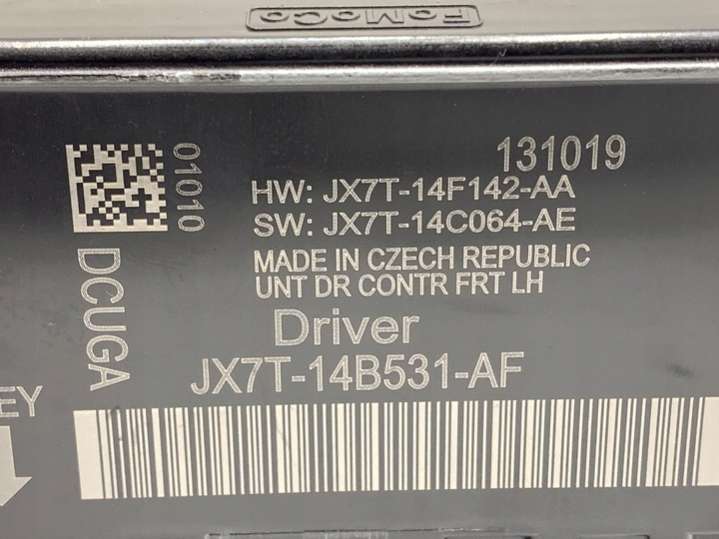 FoMoCo
131019
01010
HW: JX7T-14F142-AA
SW: JX7T-14C064-AE
MADE IN CZECH REPUBLIC
UNT DR CONTR FRT LH
DCUGA
Driver
JX7T-14B531-AF
EY